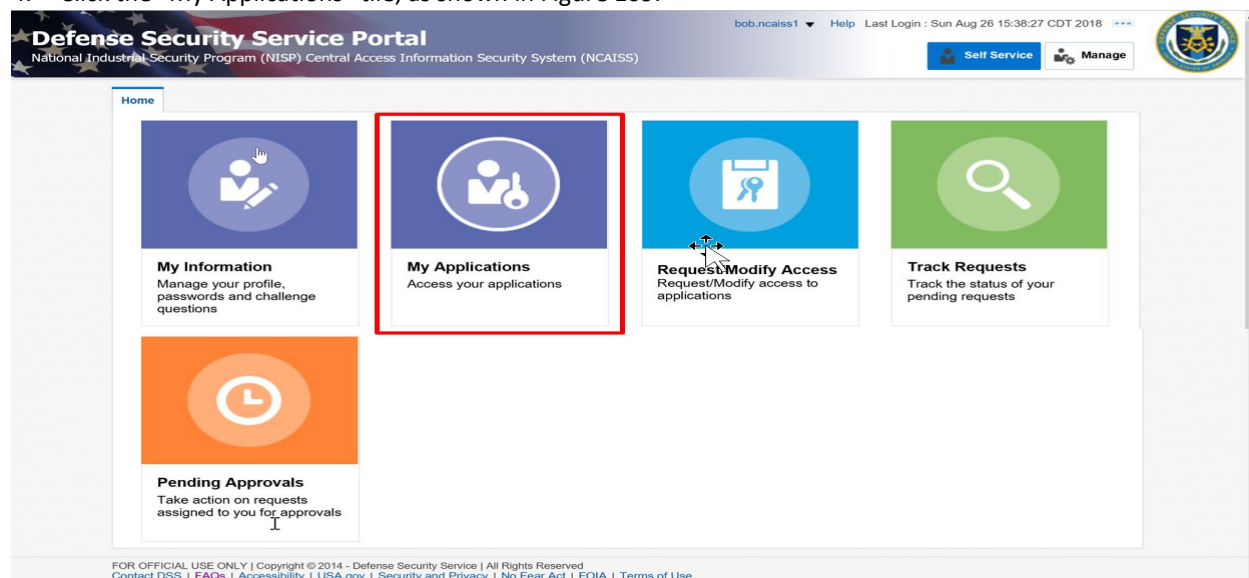 Defense Security Service Portal
National Industrial Security Program (NISP) Central Access Information Security System (NCAISS)
bob.ncaiss1 Help Last Login : Sun Aug 26 15:38:27 CDT 2018
Self Service Manage
Home
My Information
Manage your profile,
passwords and challenge
questions
My Applications
Access your applications
Request/Modify Access
Request/Modify access to
applications
Track Requests
Track the status of your
pending requests
Pending Approvals
Take action on requests
assigned to you for approvals
FOR OFFICIAL USE ONLY | Copyright © 2014 - Defense Security Service | All Rights Reserved
Contact DSS | FAQs | Accessibility | USA.gov | Security and Privacy | No Fear Act | FOIA | Terms of Use